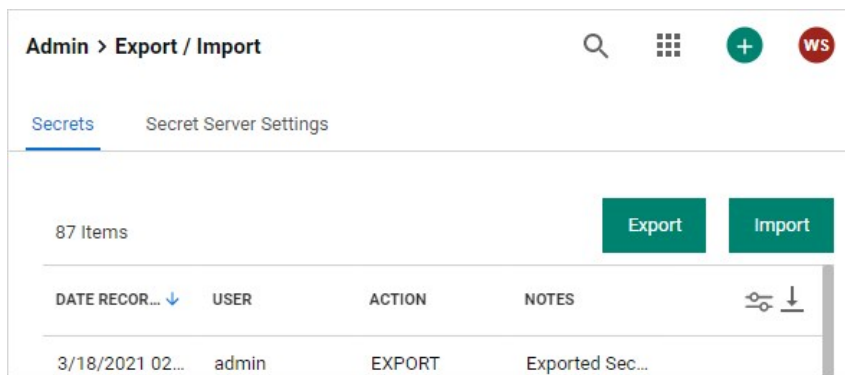 Admin > Export / Import
WS
Secrets Secret Server Settings
87 Items Export Import
DATE RECOR... USER ACTION NOTES
3/18/2021 02... admin EXPORT Exported Sec...